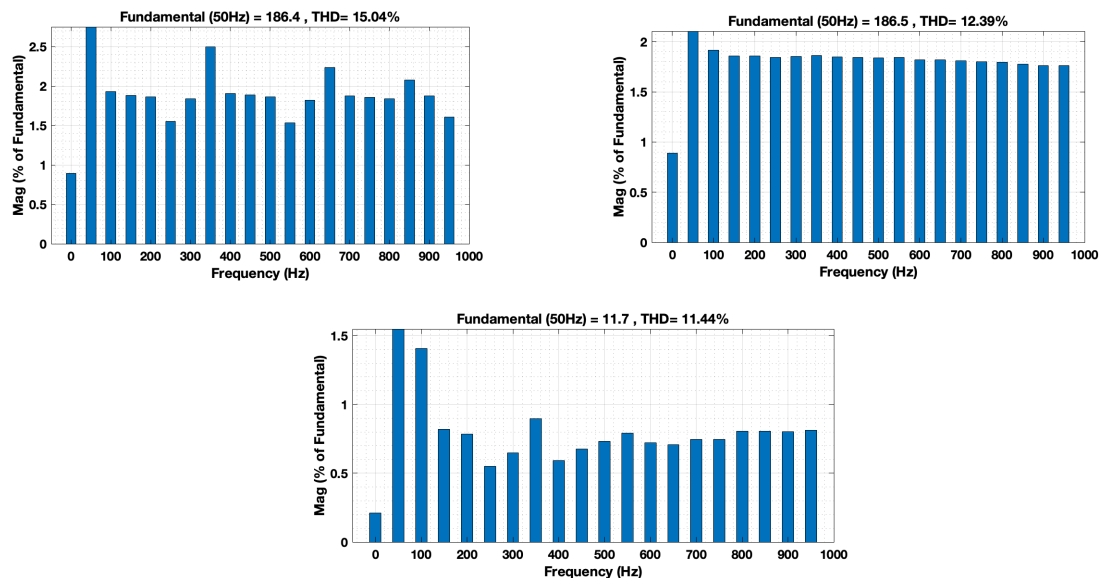 Fundamental (50Hz) = 186.4 , THD= 15.04%
Mag (% of Fundamental)
2.5
2
1.5
1
0.5
0
0 100 200 300 400 500 600 700 800 900 1000
Frequency (Hz)
Fundamental (50Hz) = 186.5 , THD= 12.39%
Mag (% of Fundamental)
2
1.5
1
0.5
0
0 100 200 300 400 500 600 700 800 900 1000
Frequency (Hz)
Fundamental (50Hz) = 11.7 , THD= 11.44%
Mag (% of Fundamental)
1.5
1
0.5
0
0 100 200 300 400 500 600 700 800 900 1000
Frequency (Hz)